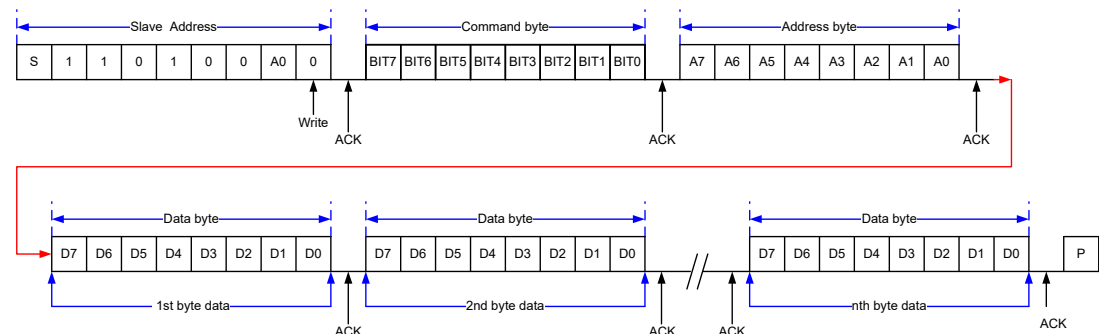 Slave Address Command byte Address byte
S 1 1 0 1 0 0 A0 0 BIT7 BIT6 BIT5 BIT4 BIT3 BIT2 BIT1 BIT0 A7 A6 A5 A4 A3 A2 A1 A0
Write
ACK ACK ACK
Data byte Data byte Data byte
D7 D6 D5 D4 D3 D2 D1 D0 D7 D6 D5 D4 D3 D2 D1 D0 D7 D6 D5 D4 D3 D2 D1 D0 P
1st byte data 2nd byte data nth byte data
ACK ACK ACK ACK